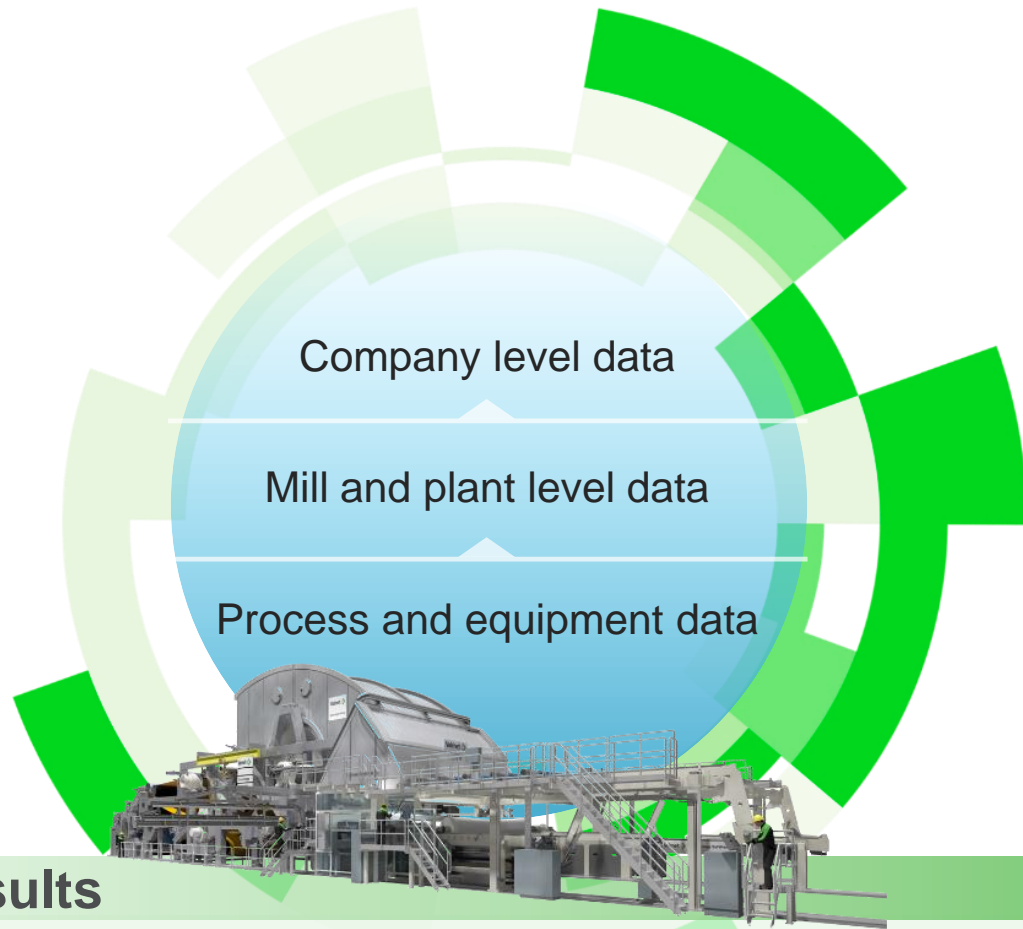 Company level data
Mill and plant level data
Process and equipment data
sults